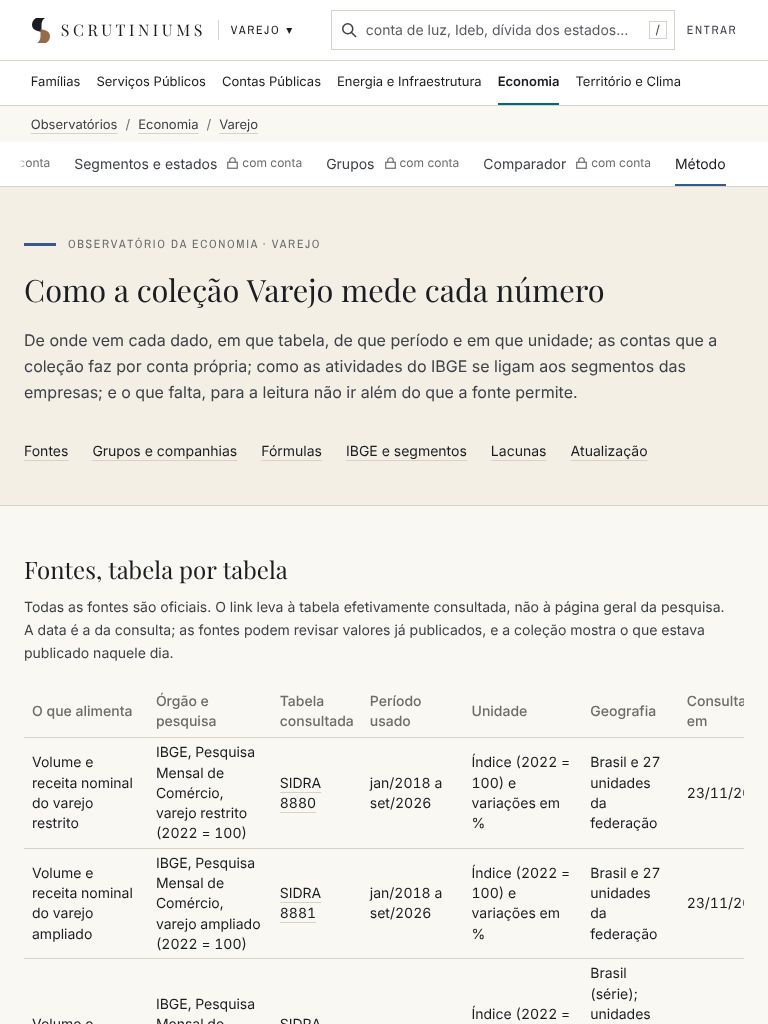 SCRUTINIUMS
VAREJO ▾
conta de luz, Ideb, dívida dos estados...
/
ENTRAR
Famílias Serviços Públicos Contas Públicas Energia e Infraestrutura Economia Território e Clima
Observatórios / Economia / Varejo
conta Segmentos e estados com conta Grupos com conta Comparador com conta Método
OBSERVATÓRIO DA ECONOMIA · VAREJO
Como a coleção Varejo mede cada número
De onde vem cada dado, em que tabela, de que período e em que unidade; as contas que a
coleção faz por conta própria; como as atividades do IBGE se ligam aos segmentos das
empresas; e o que falta, para a leitura não ir além do que a fonte permite.
Fontes Grupos e companhias Fórmulas IBGE e segmentos Lacunas Atualização
Fontes, tabela por tabela
Todas as fontes são oficiais. O link leva à tabela efetivamente consultada, não à página geral da pesquisa.
A data é a da consulta; as fontes podem revisar valores já publicados, e a coleção mostra o que estava
publicado naquele dia.
O que alimenta
Órgão e
pesquisa
Tabela
consultada
Período
usado
Unidade
Geografia
Consulta
em
Volume e
receita nominal
do varejo
restrito
IBGE, Pesquisa
Mensal de
Comércio,
varejo restrito
(2022 = 100)
SIDRA
8880
jan/2018 a
set/2026
Índice (2022 =
100) e
variações em
%
Brasil e 27
unidades
da
federação
23/11/20
Volume e
receita nominal
do varejo
ampliado
IBGE, Pesquisa
Mensal de
Comércio,
varejo ampliado
(2022 = 100)
SIDRA
8881
jan/2018 a
set/2026
Índice (2022 =
100) e
variações em
%
Brasil e 27
unidades
da
federação
23/11/20
Volume e
IBGE, Pesquisa
Mensal de
SIDRA
Índice (2022 =
Brasil
(série);
unidades